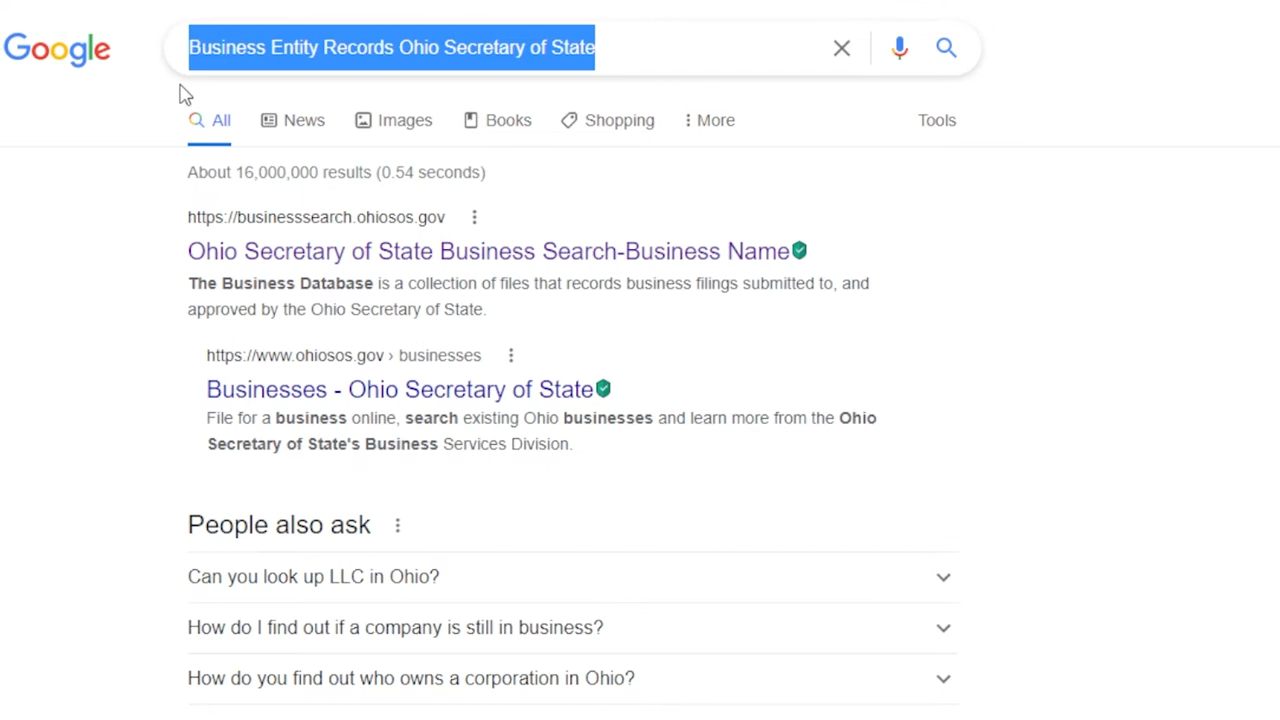 Google
Business Entity Records Ohio Secretary of State
All News Images Books Shopping More Tools
About 16,000,000 results (0.54 seconds)
https://businesssearch.ohiosos.gov
Ohio Secretary of State Business Search-Business Name
The Business Database is a collection of files that records business filings submitted to, and
approved by the Ohio Secretary of State.
https://www.ohiosos.gov › businesses
Businesses - Ohio Secretary of State
File for a business online, search existing Ohio businesses and learn more from the Ohio
Secretary of State's Business Services Division.
People also ask
Can you look up LLC in Ohio?
How do I find out if a company is still in business?
How do you find out who owns a corporation in Ohio?